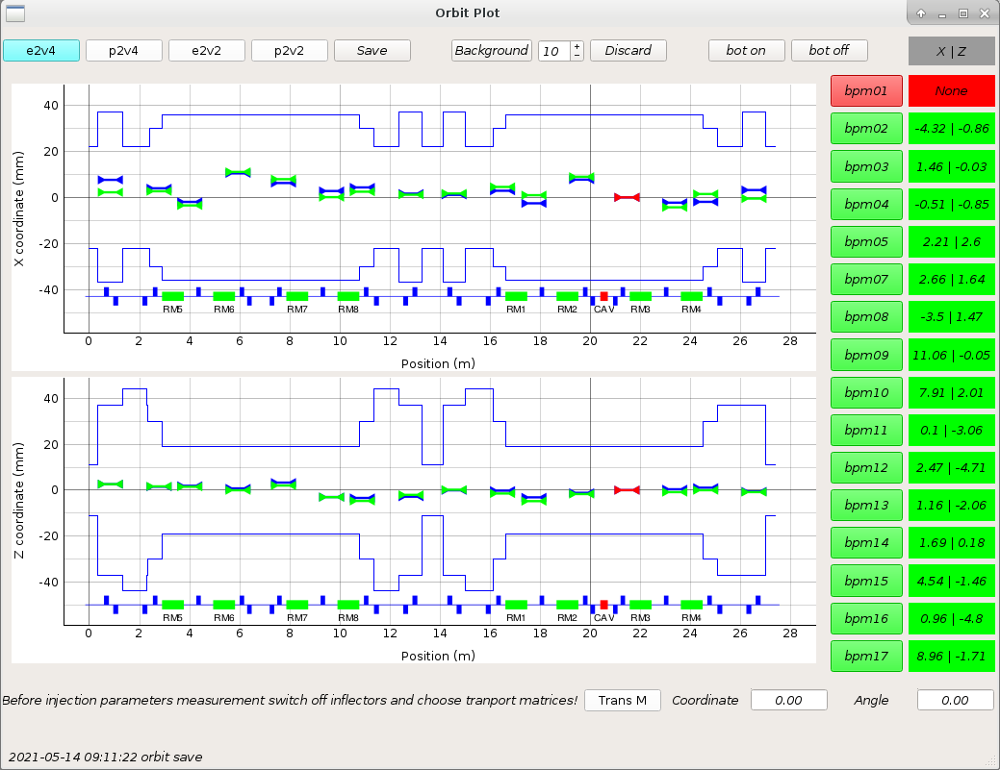 Orbit Plot
e2v4 p2v4 e2v2 p2v2 Save Background 10 Discard bot on bot off X | Z
bpm01 None
bpm02 -4.32 | -0.86
bpm03 1.46 | -0.03
bpm04 -0.51 | -0.85
bpm05 2.21 | 2.6
bpm07 2.66 | 1.64
bpm08 -3.5 | 1.47
bpm09 11.06 | -0.05
bpm10 7.91 | 2.01
bpm11 0.1 | -3.06
bpm12 2.47 | -4.71
bpm13 1.16 | -2.06
bpm14 1.69 | 0.18
bpm15 4.54 | -1.46
bpm16 0.96 | -4.8
bpm17 8.96 | -1.71
X coordinate (mm)
40
20
0
-20
-40
RM5 RM6 RM7 RM8 RM1 RM2 CAV RM3 RM4
0 2 4 6 8 10 12 14 16 18 20 22 24 26 28
Position (m)
Z coordinate (mm)
40
20
0
-20
-40
RM5 RM6 RM7 RM8 RM1 RM2 CAV RM3 RM4
0 2 4 6 8 10 12 14 16 18 20 22 24 26 28
Position (m)
Before injection parameters measurement switch off inflectors and choose tranport matrices! Trans M Coordinate 0.00 Angle 0.00
2021-05-14 09:11:22 orbit save